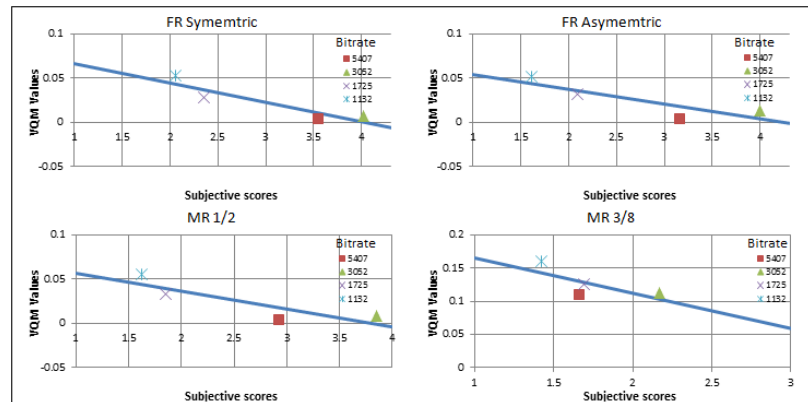 FR Symemtric
VQM Values
0.1
0.05
0
-0.05
1 1.5 2 2.5 3 3.5 4
Bitrate
5407
3052
1725
1132
Subjective scores
FR Asymemtric
VQM Values
0.1
0.05
0
-0.05
1 1.5 2 2.5 3 3.5 4
Bitrate
5407
3052
1725
1132
Subjective scores
MR 1/2
VQM Values
0.1
0.05
0
-0.05
1 1.5 2 2.5 3 3.5 4
Bitrate
5407
3052
1725
1132
Subjective scores
MR 3/8
VQM Values
0.2
0.15
0.1
0.05
0
1 1.5 2 2.5 3
Bitrate
5407
3052
1725
1132
Subjective scores